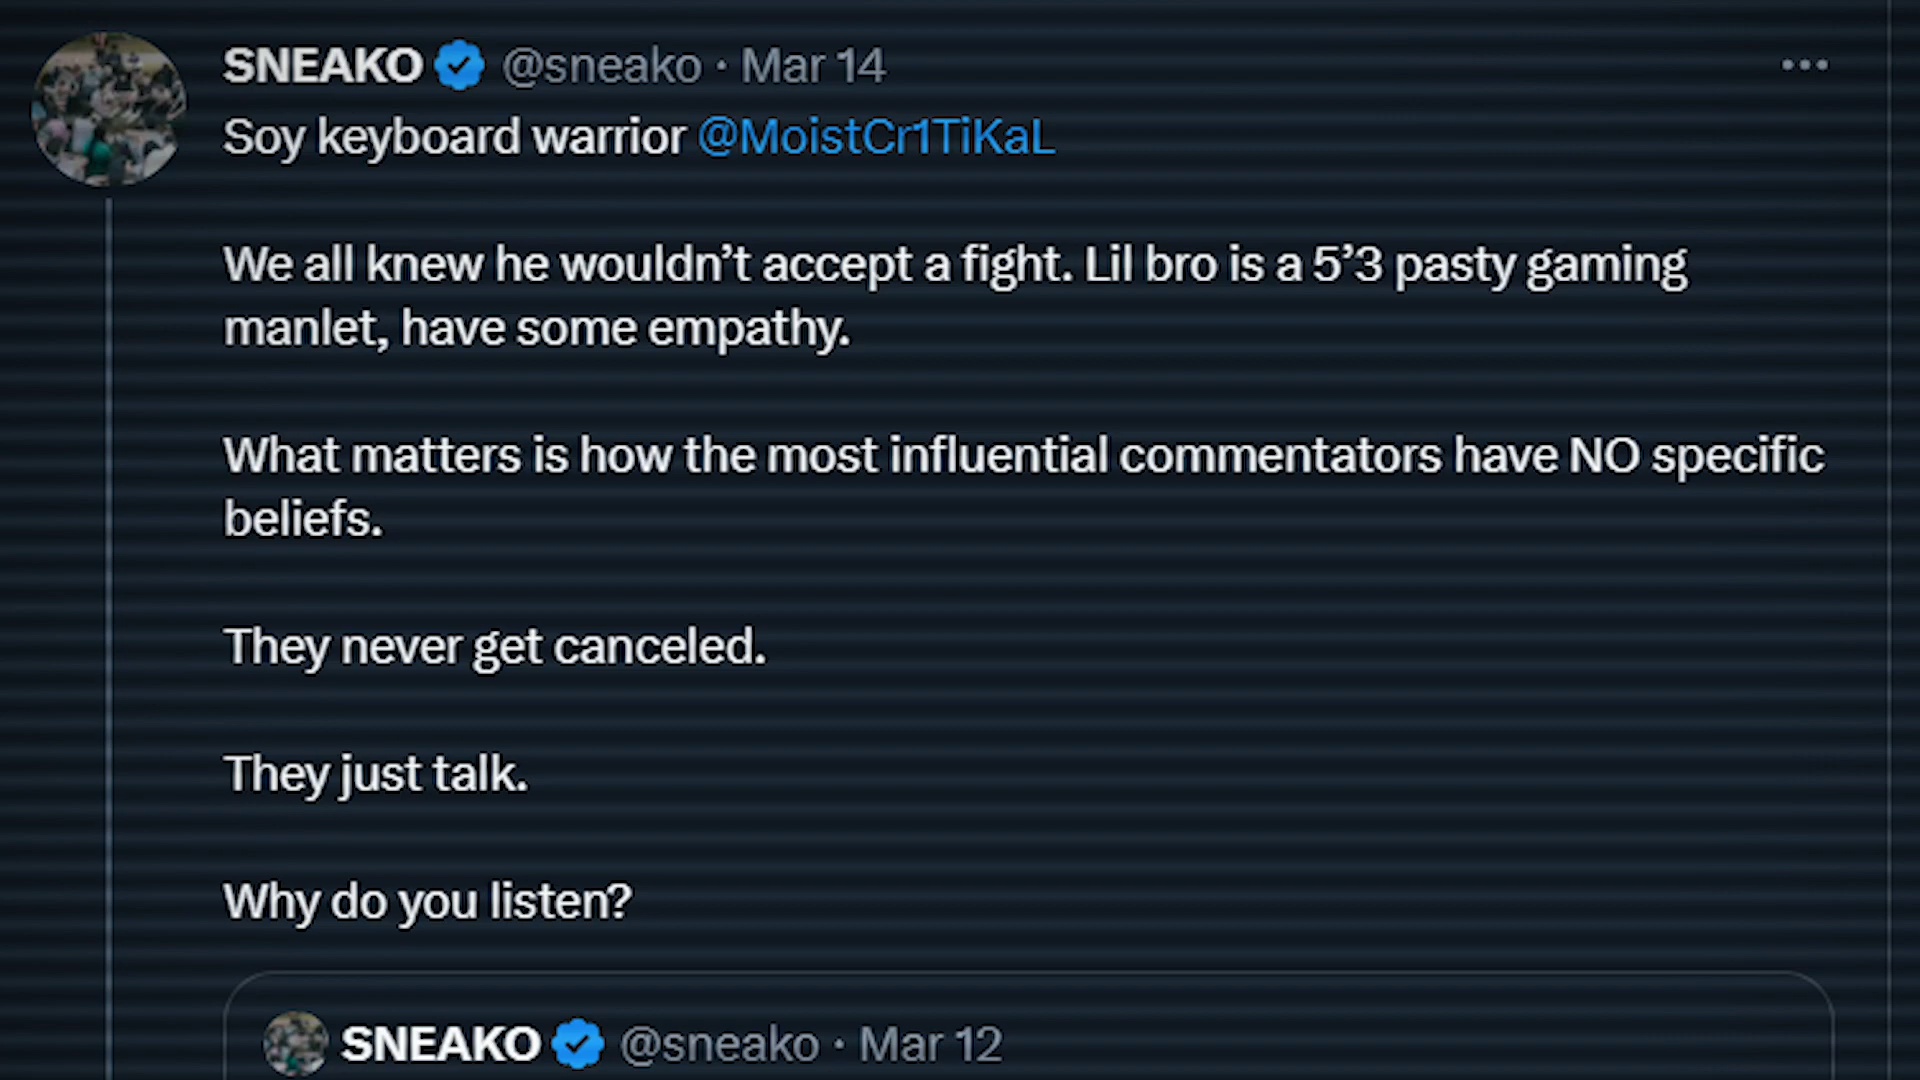 SNEAKO @sneako · Mar 14
Soy keyboard warrior @MoistCr1TiKaL
We all knew he wouldn’t accept a fight. Lil bro is a 5’3 pasty gaming
manlet, have some empathy.
What matters is how the most influential commentators have NO specific
beliefs.
They never get canceled.
They just talk.
Why do you listen?
SNEAKO @sneako · Mar 12